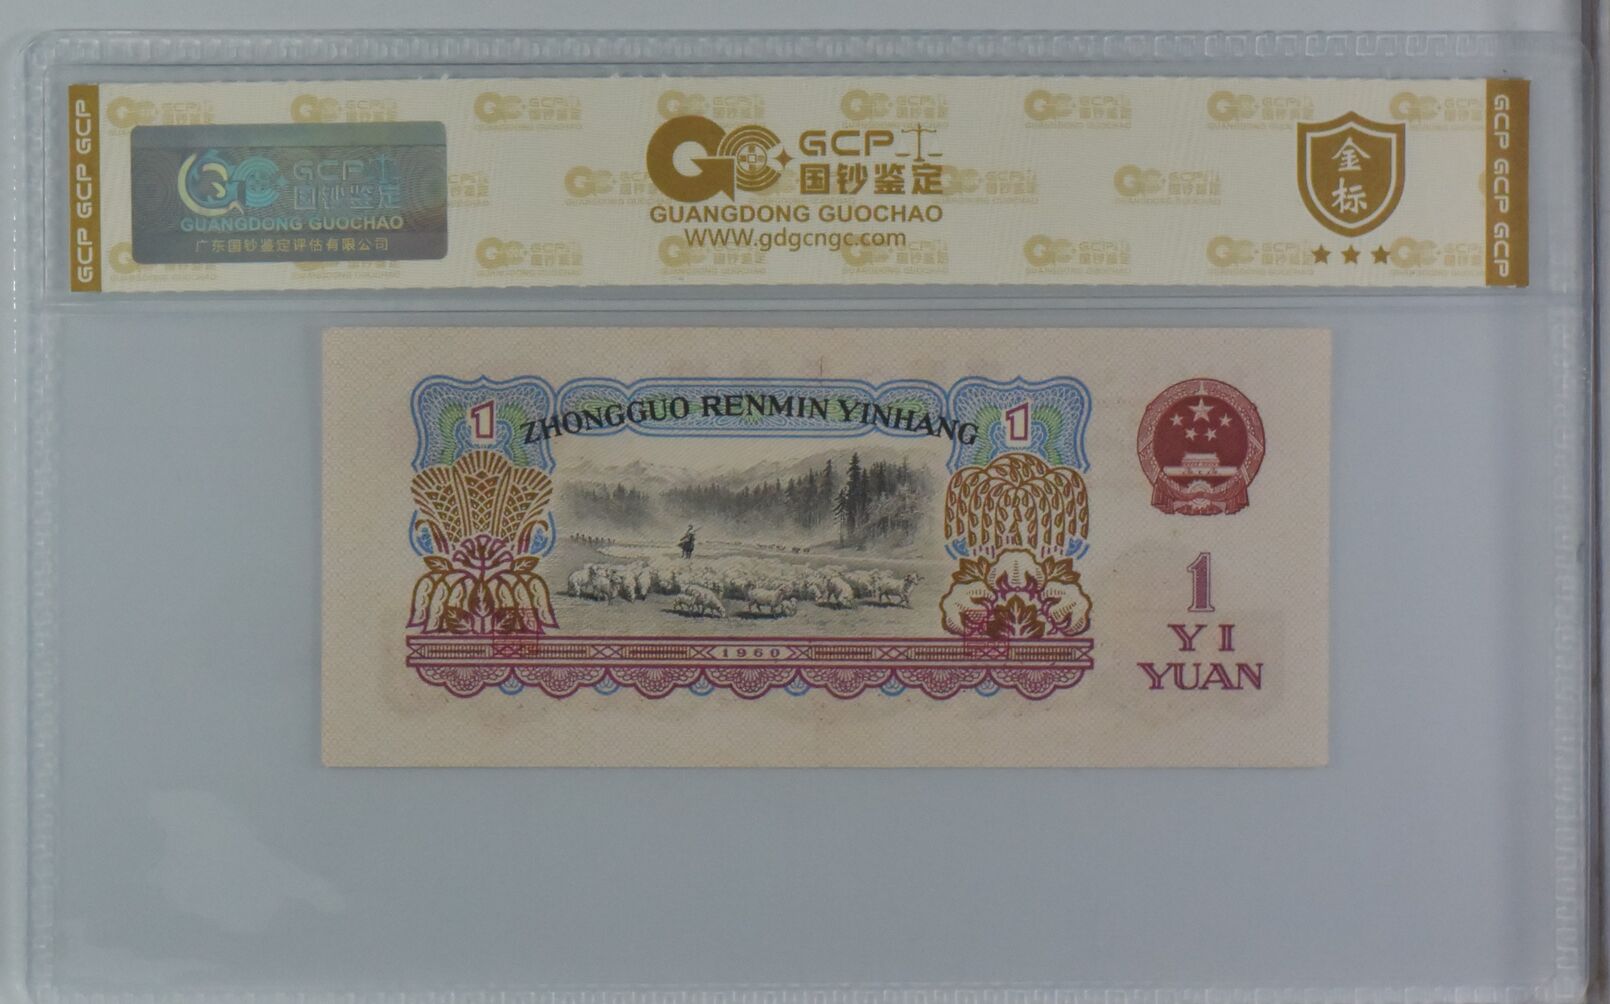 GCP GCP GCP
GCP
国钞鉴定
GUANGDONG GUOCHAO
广东国钞鉴定评估有限公司
GCP
国钞鉴定
GUANGDONG GUOCHAO
WWW.gdgcngc.com
金标
GCP GCP GCP
1 ZHONGGUO RENMIN YINHANG 1
1960
1
YI
YUAN